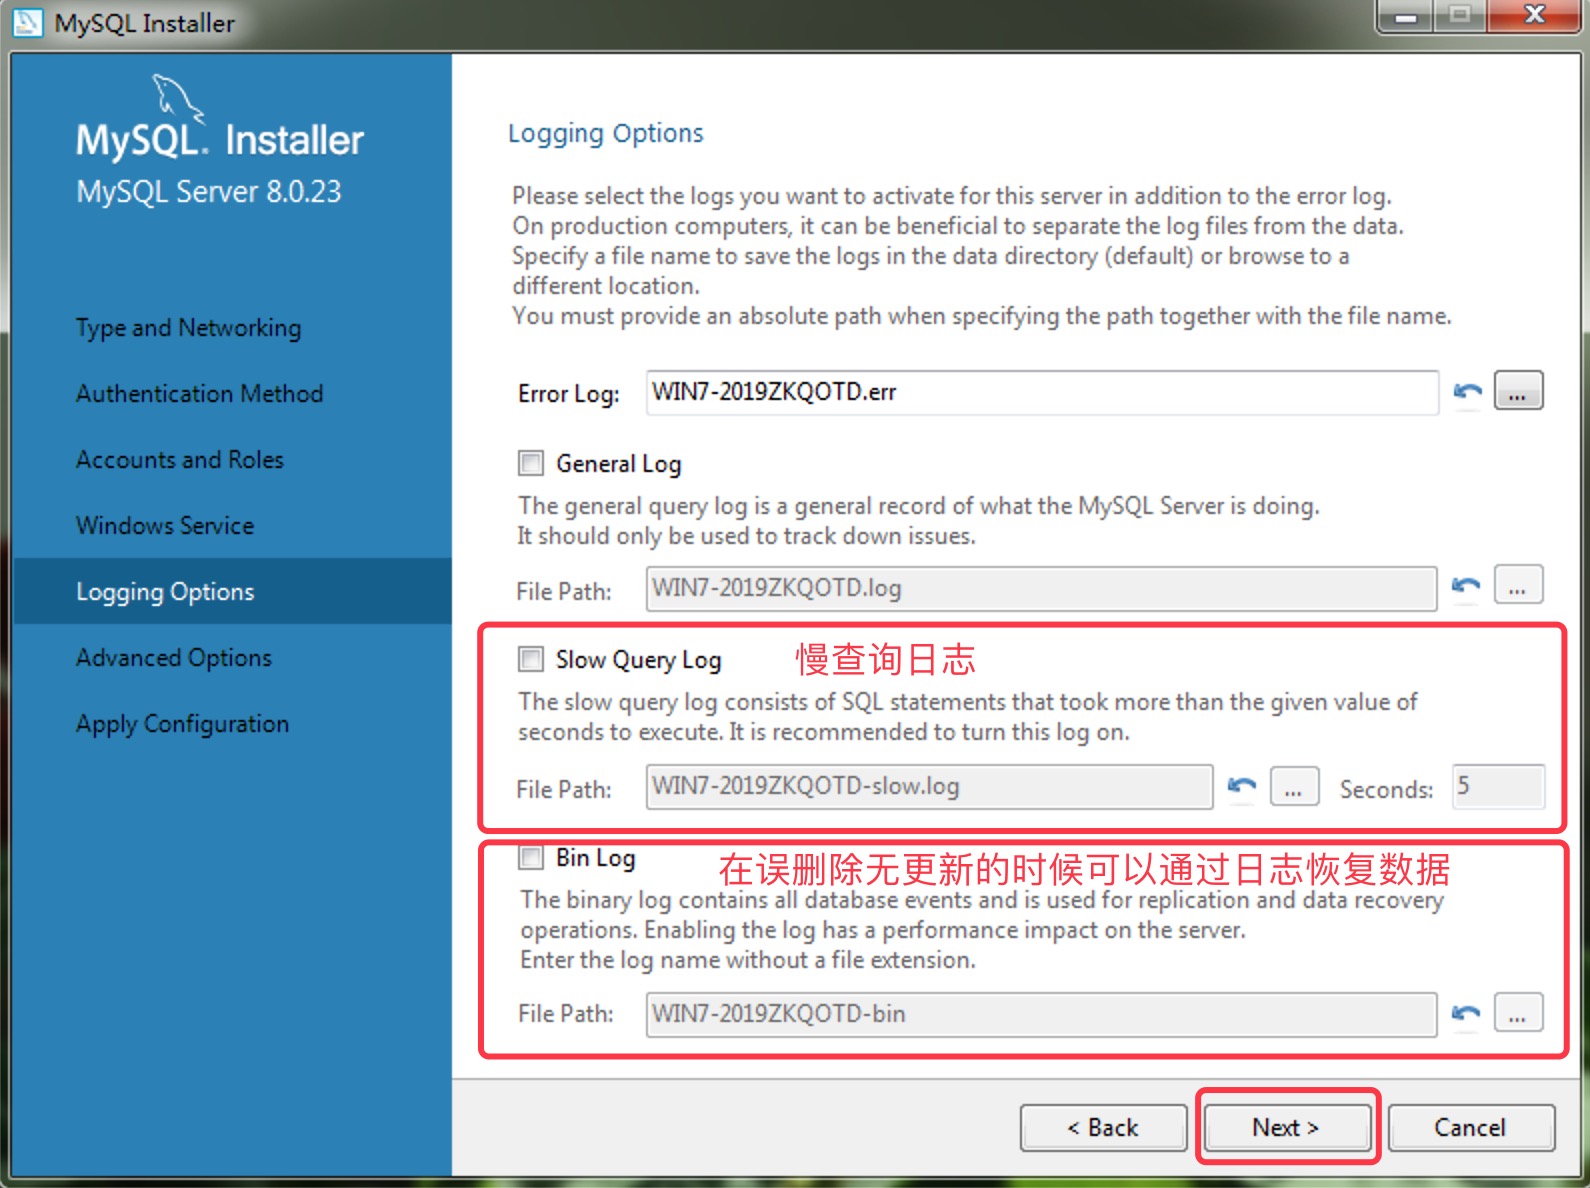 MySQL Installer
MySQL. Installer
MySQL Server 8.0.23
Type and Networking
Authentication Method
Accounts and Roles
Windows Service
Logging Options
Advanced Options
Apply Configuration
Logging Options
Please select the logs you want to activate for this server in addition to the error log.
On production computers, it can be beneficial to separate the log files from the data.
Specify a file name to save the logs in the data directory (default) or browse to a
different location.
You must provide an absolute path when specifying the path together with the file name.
Error Log: WIN7-2019ZKQOTD.err ...
General Log
The general query log is a general record of what the MySQL Server is doing.
It should only be used to track down issues.
File Path: WIN7-2019ZKQOTD.log ...
Slow Query Log 慢查询日志
The slow query log consists of SQL statements that took more than the given value of
seconds to execute. It is recommended to turn this log on.
File Path: WIN7-2019ZKQOTD-slow.log ... Seconds: 5
Bin Log 在误删除无更新的时候可以通过日志恢复数据
The binary log contains all database events and is used for replication and data recovery
operations. Enabling the log has a performance impact on the server.
Enter the log name without a file extension.
File Path: WIN7-2019ZKQOTD-bin ...
< Back Next > Cancel